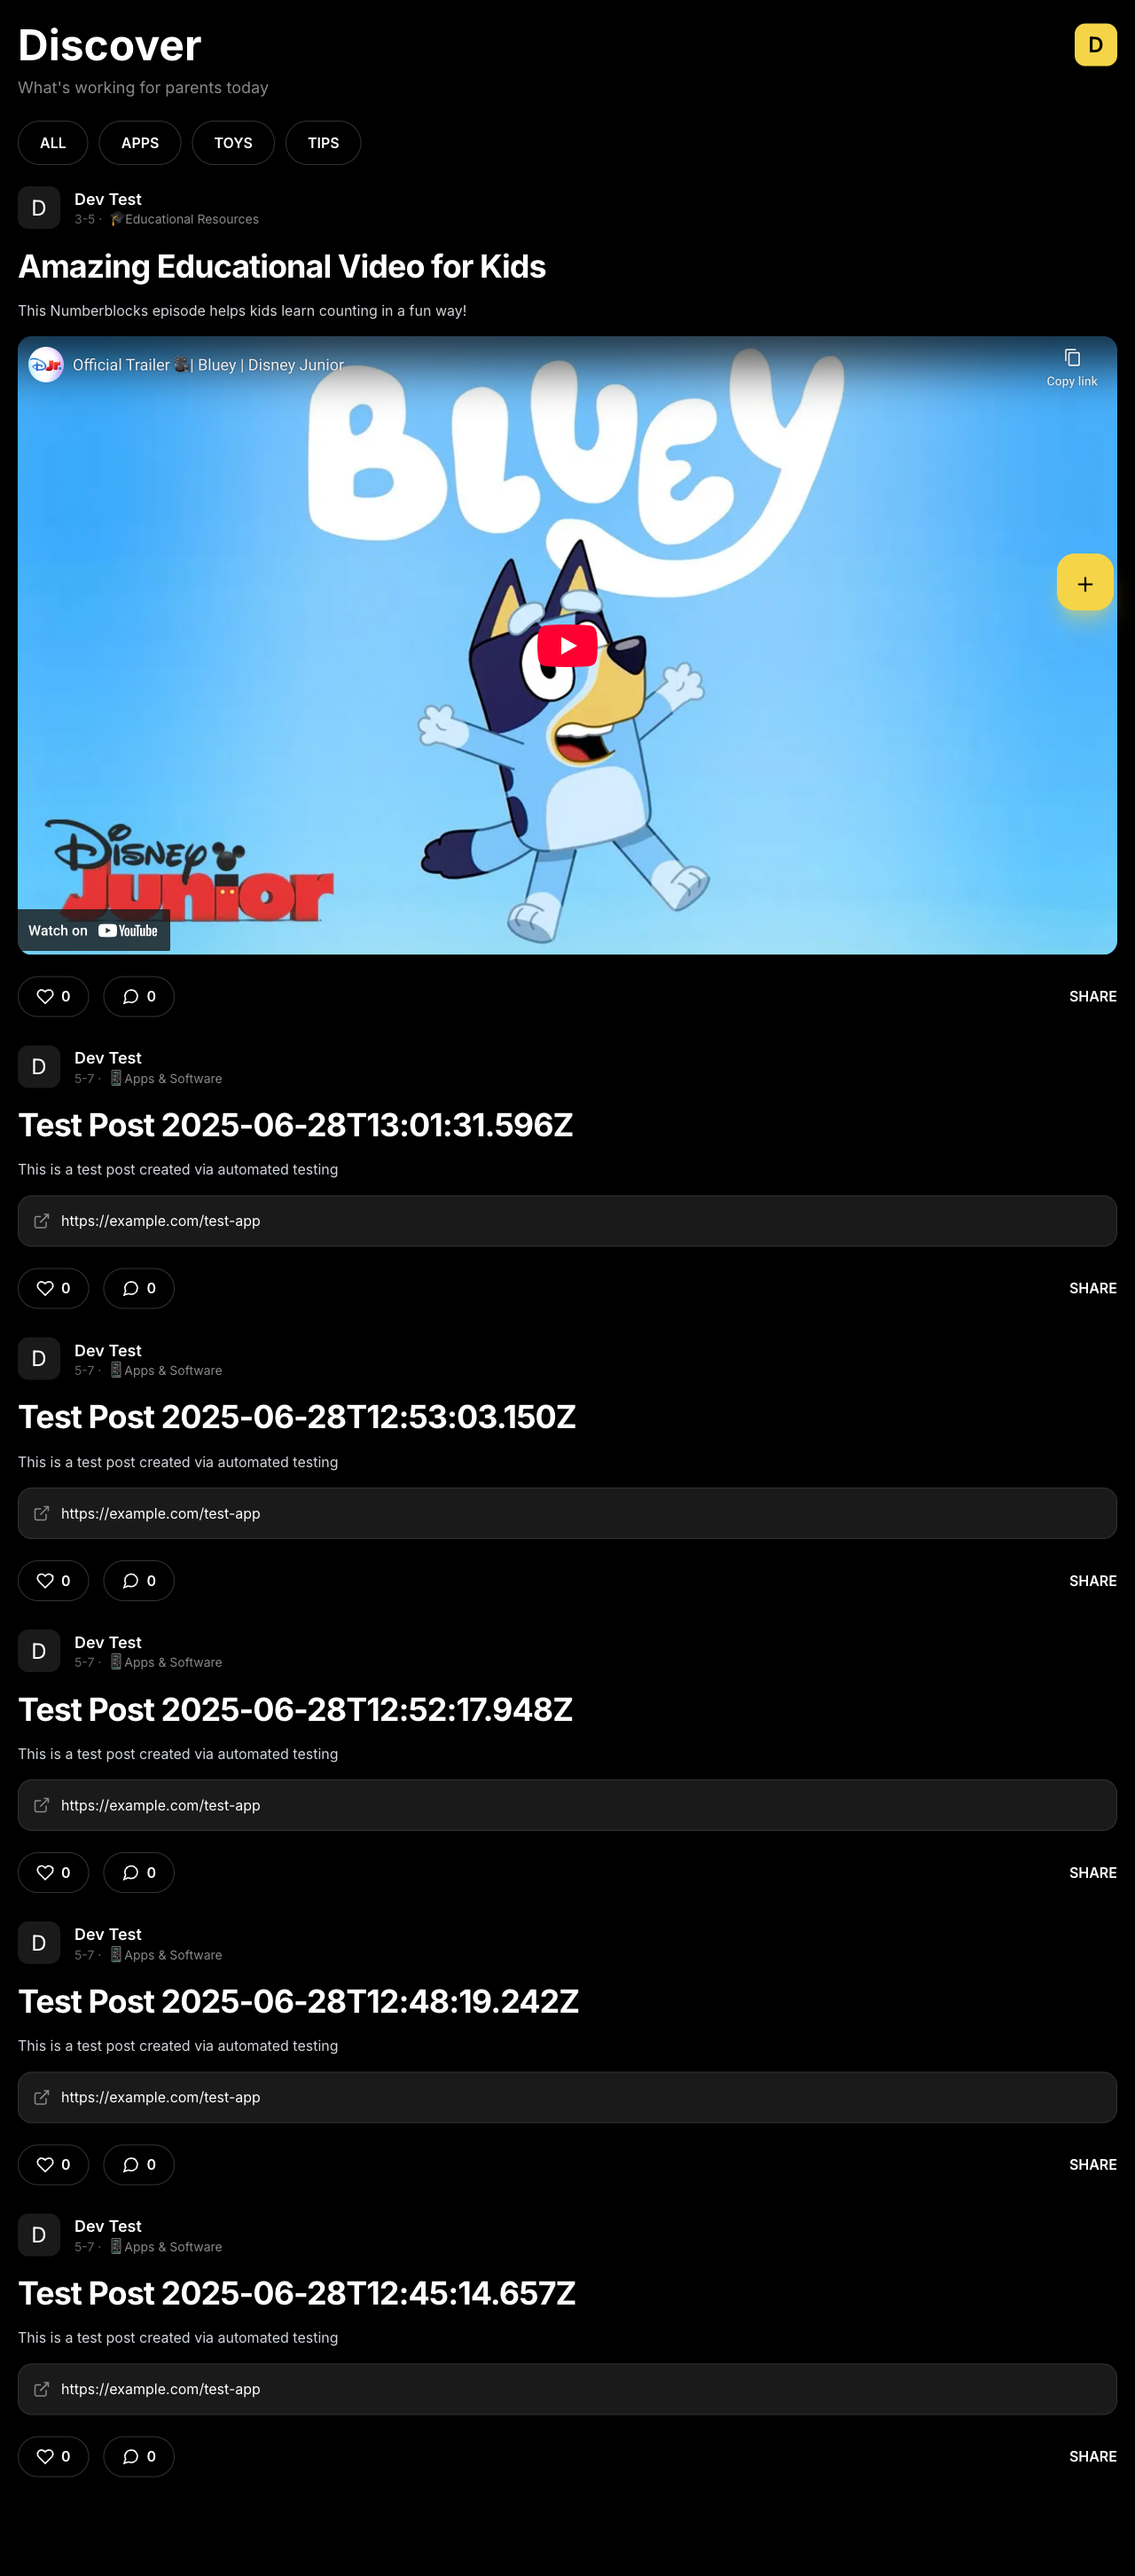 Discover
D
What's working for parents today
ALL
APPS
TOYS
TIPS
D
Dev Test
3-5 · 🎓Educational Resources
Amazing Educational Video for Kids
This Numberblocks episode helps kids learn counting in a fun way!
Official Trailer 🎥| Bluey | Disney Junior
Copy link
BLUEY
+
Disney
Junior
Watch on YouTube
0
0
SHARE
D
Dev Test
5-7 · 📱Apps & Software
Test Post 2025-06-28T13:01:31.596Z
This is a test post created via automated testing
https://example.com/test-app
0
0
SHARE
D
Dev Test
5-7 · 📱Apps & Software
Test Post 2025-06-28T12:53:03.150Z
This is a test post created via automated testing
https://example.com/test-app
0
0
SHARE
D
Dev Test
5-7 · 📱Apps & Software
Test Post 2025-06-28T12:52:17.948Z
This is a test post created via automated testing
https://example.com/test-app
0
0
SHARE
D
Dev Test
5-7 · 📱Apps & Software
Test Post 2025-06-28T12:48:19.242Z
This is a test post created via automated testing
https://example.com/test-app
0
0
SHARE
D
Dev Test
5-7 · 📱Apps & Software
Test Post 2025-06-28T12:45:14.657Z
This is a test post created via automated testing
https://example.com/test-app
0
0
SHARE